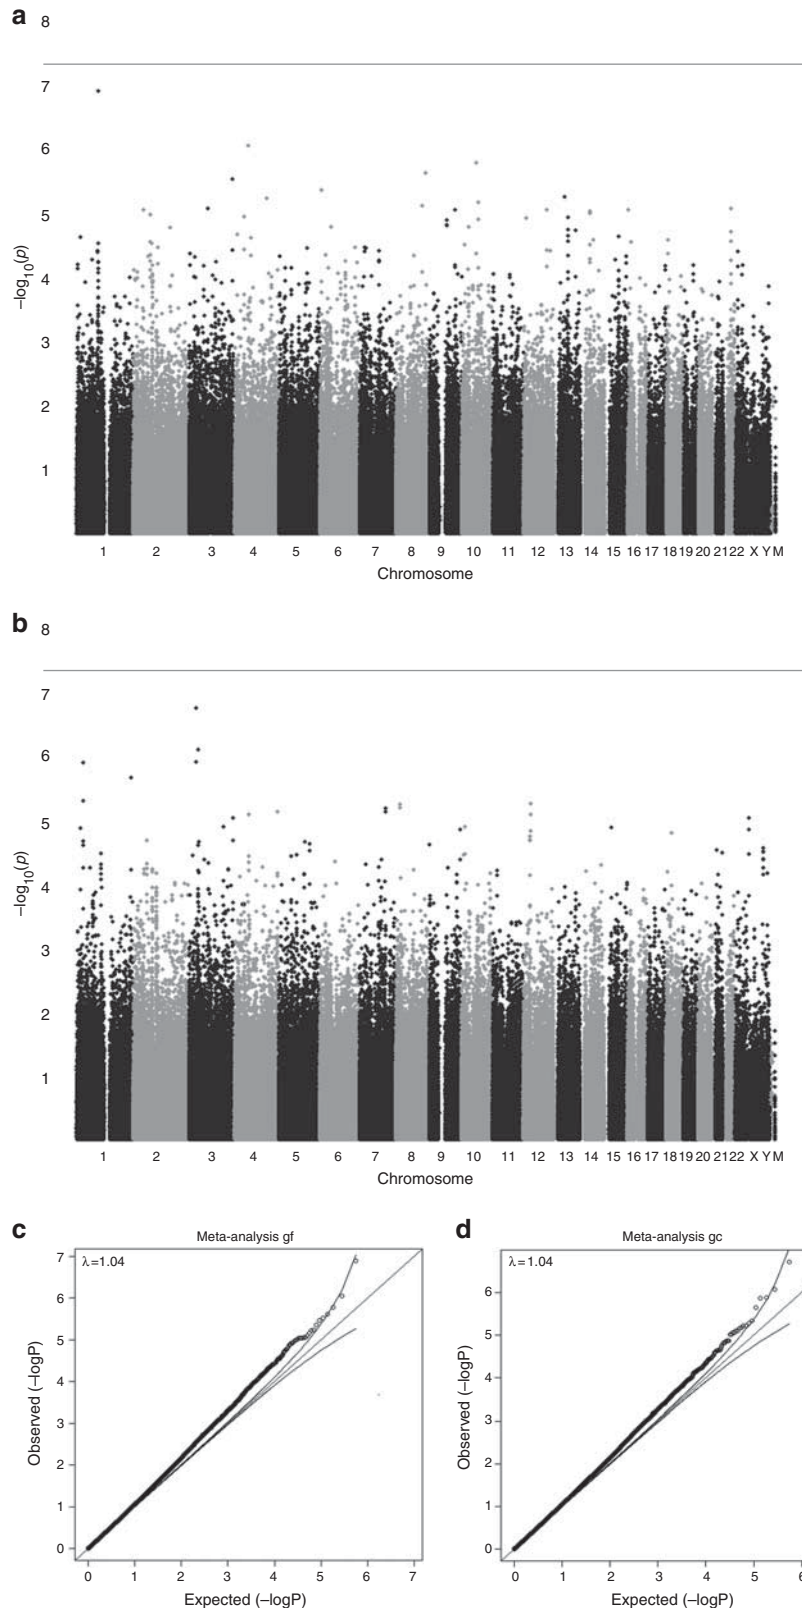 a
8
7
6
5
4
3
2
1
–log10(p)
1 2 3 4 5 6 7 8 9 10 11 12 13 14 15 16 17 18 19 20 21 22 X Y M
Chromosome
b
8
7
6
5
4
3
2
1
–log10(p)
1 2 3 4 5 6 7 8 9 10 11 12 13 14 15 16 17 18 19 20 21 22 X Y M
Chromosome
c
Meta-analysis gf
λ=1.04
7
6
5
4
3
2
1
0
Observed (–logP)
0 1 2 3 4 5 6 7
Expected (–logP)
d
Meta-analysis gc
λ=1.04
6
5
4
3
2
1
0
Observed (–logP)
0 1 2 3 4 5 6
Expected (–logP)